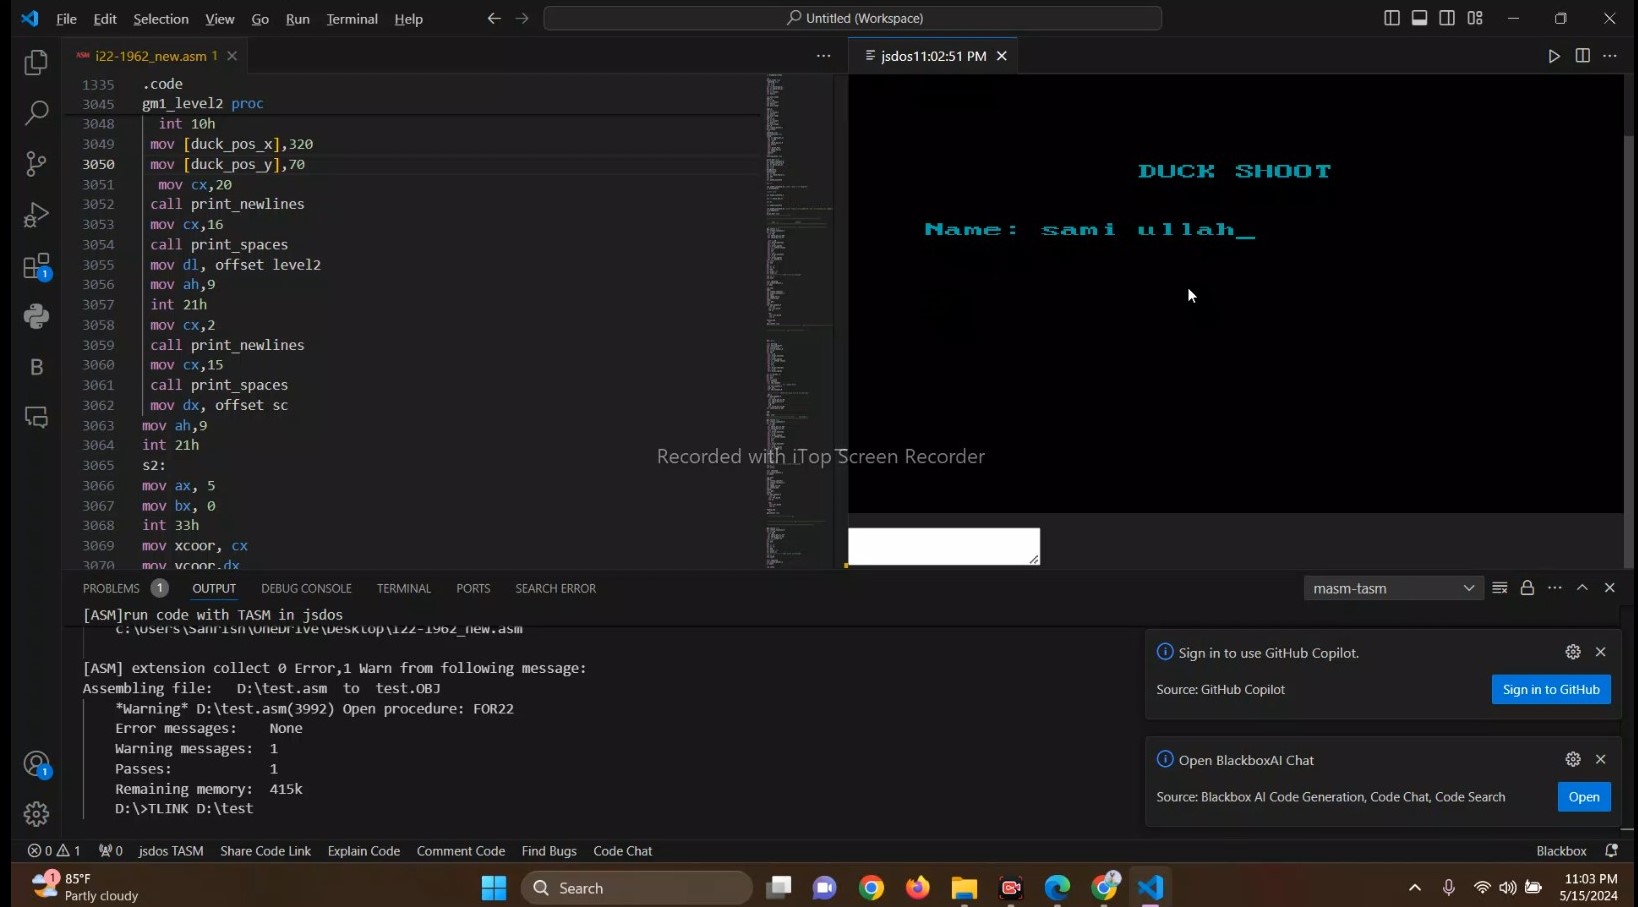 File Edit Selection View Go Run Terminal Help
Untitled (Workspace)
ASM i22-1962_new.asm 1
1335 .code
3045 gm1_level2 proc
3048 int 10h
3049 mov [duck_pos_x],320
3050 mov [duck_pos_y],70
3051 mov cx,20
3052 call print_newlines
3053 mov cx,16
3054 call print_spaces
3055 mov dl, offset level2
3056 mov ah,9
3057 int 21h
3058 mov cx,2
3059 call print_newlines
3060 mov cx,15
3061 call print_spaces
3062 mov dx, offset sc
3063 mov ah,9
3064 int 21h
3065 s2:
3066 mov ax, 5
3067 mov bx, 0
3068 int 33h
3069 mov xcoor, cx
3070 mov ycoor,dx
jsdos11:02:51 PM
DUCK SHOOT
Name: sami ullah_
Recorded with iTop Screen Recorder
PROBLEMS 1 OUTPUT DEBUG CONSOLE TERMINAL PORTS SEARCH ERROR
masm-tasm
[ASM]run code with TASM in jsdos
c:\Users\Sanrish\OneDrive\Desktop\i22-1962_new.asm
[ASM] extension collect 0 Error,1 Warn from following message:
Assembling file: D:\test.asm to test.OBJ
*Warning* D:\test.asm(3992) Open procedure: FOR22
Error messages: None
Warning messages: 1
Passes: 1
Remaining memory: 415k
D:\>TLINK D:\test
Sign in to use GitHub Copilot.
Source: GitHub Copilot
Sign in to GitHub
Open BlackboxAI Chat
Source: Blackbox AI Code Generation, Code Chat, Code Search
Open
0 1 0 jsdos TASM Share Code Link Explain Code Comment Code Find Bugs Code Chat
Blackbox
1 85°F
Partly cloudy
Search
11:03 PM
5/15/2024